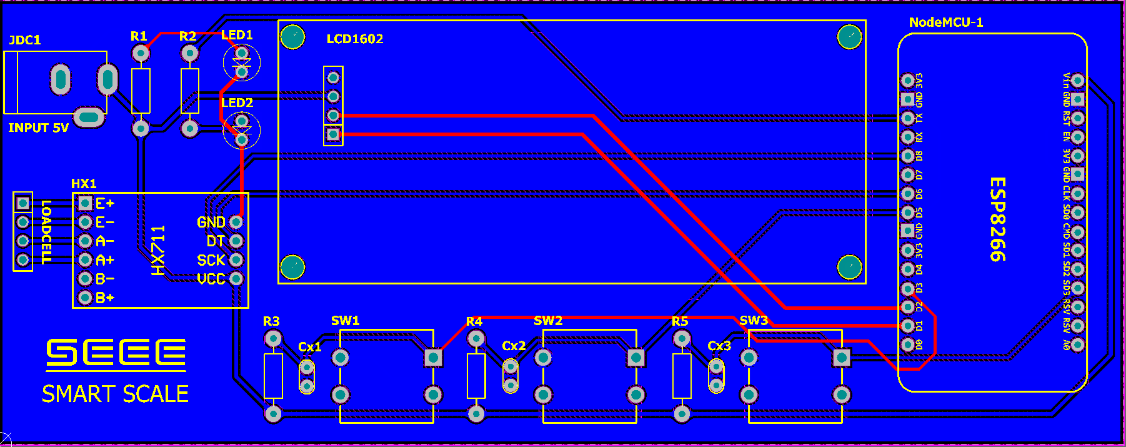 JDC1
R1
R2
LED1
LCD1602
NodeMCU-1
INPUT 5V
LED2
3V3
GND
TX
RX
D8
D7
D6
D5
GND
3V3
D4
D3
D2
D1
D0
Vin
GND
RST
EN
3V3
GND
CLK
SD0
CMD
SD1
SD2
SD3
RSV
RSV
A0
ESP8266
HX1
LOADCELL
E+
E-
A-
A+
B-
B+
HX711
GND
DT
SCK
VCC
R3
Cx1
SW1
R4
Cx2
SW2
R5
Cx3
SW3
SEEE
SMART SCALE